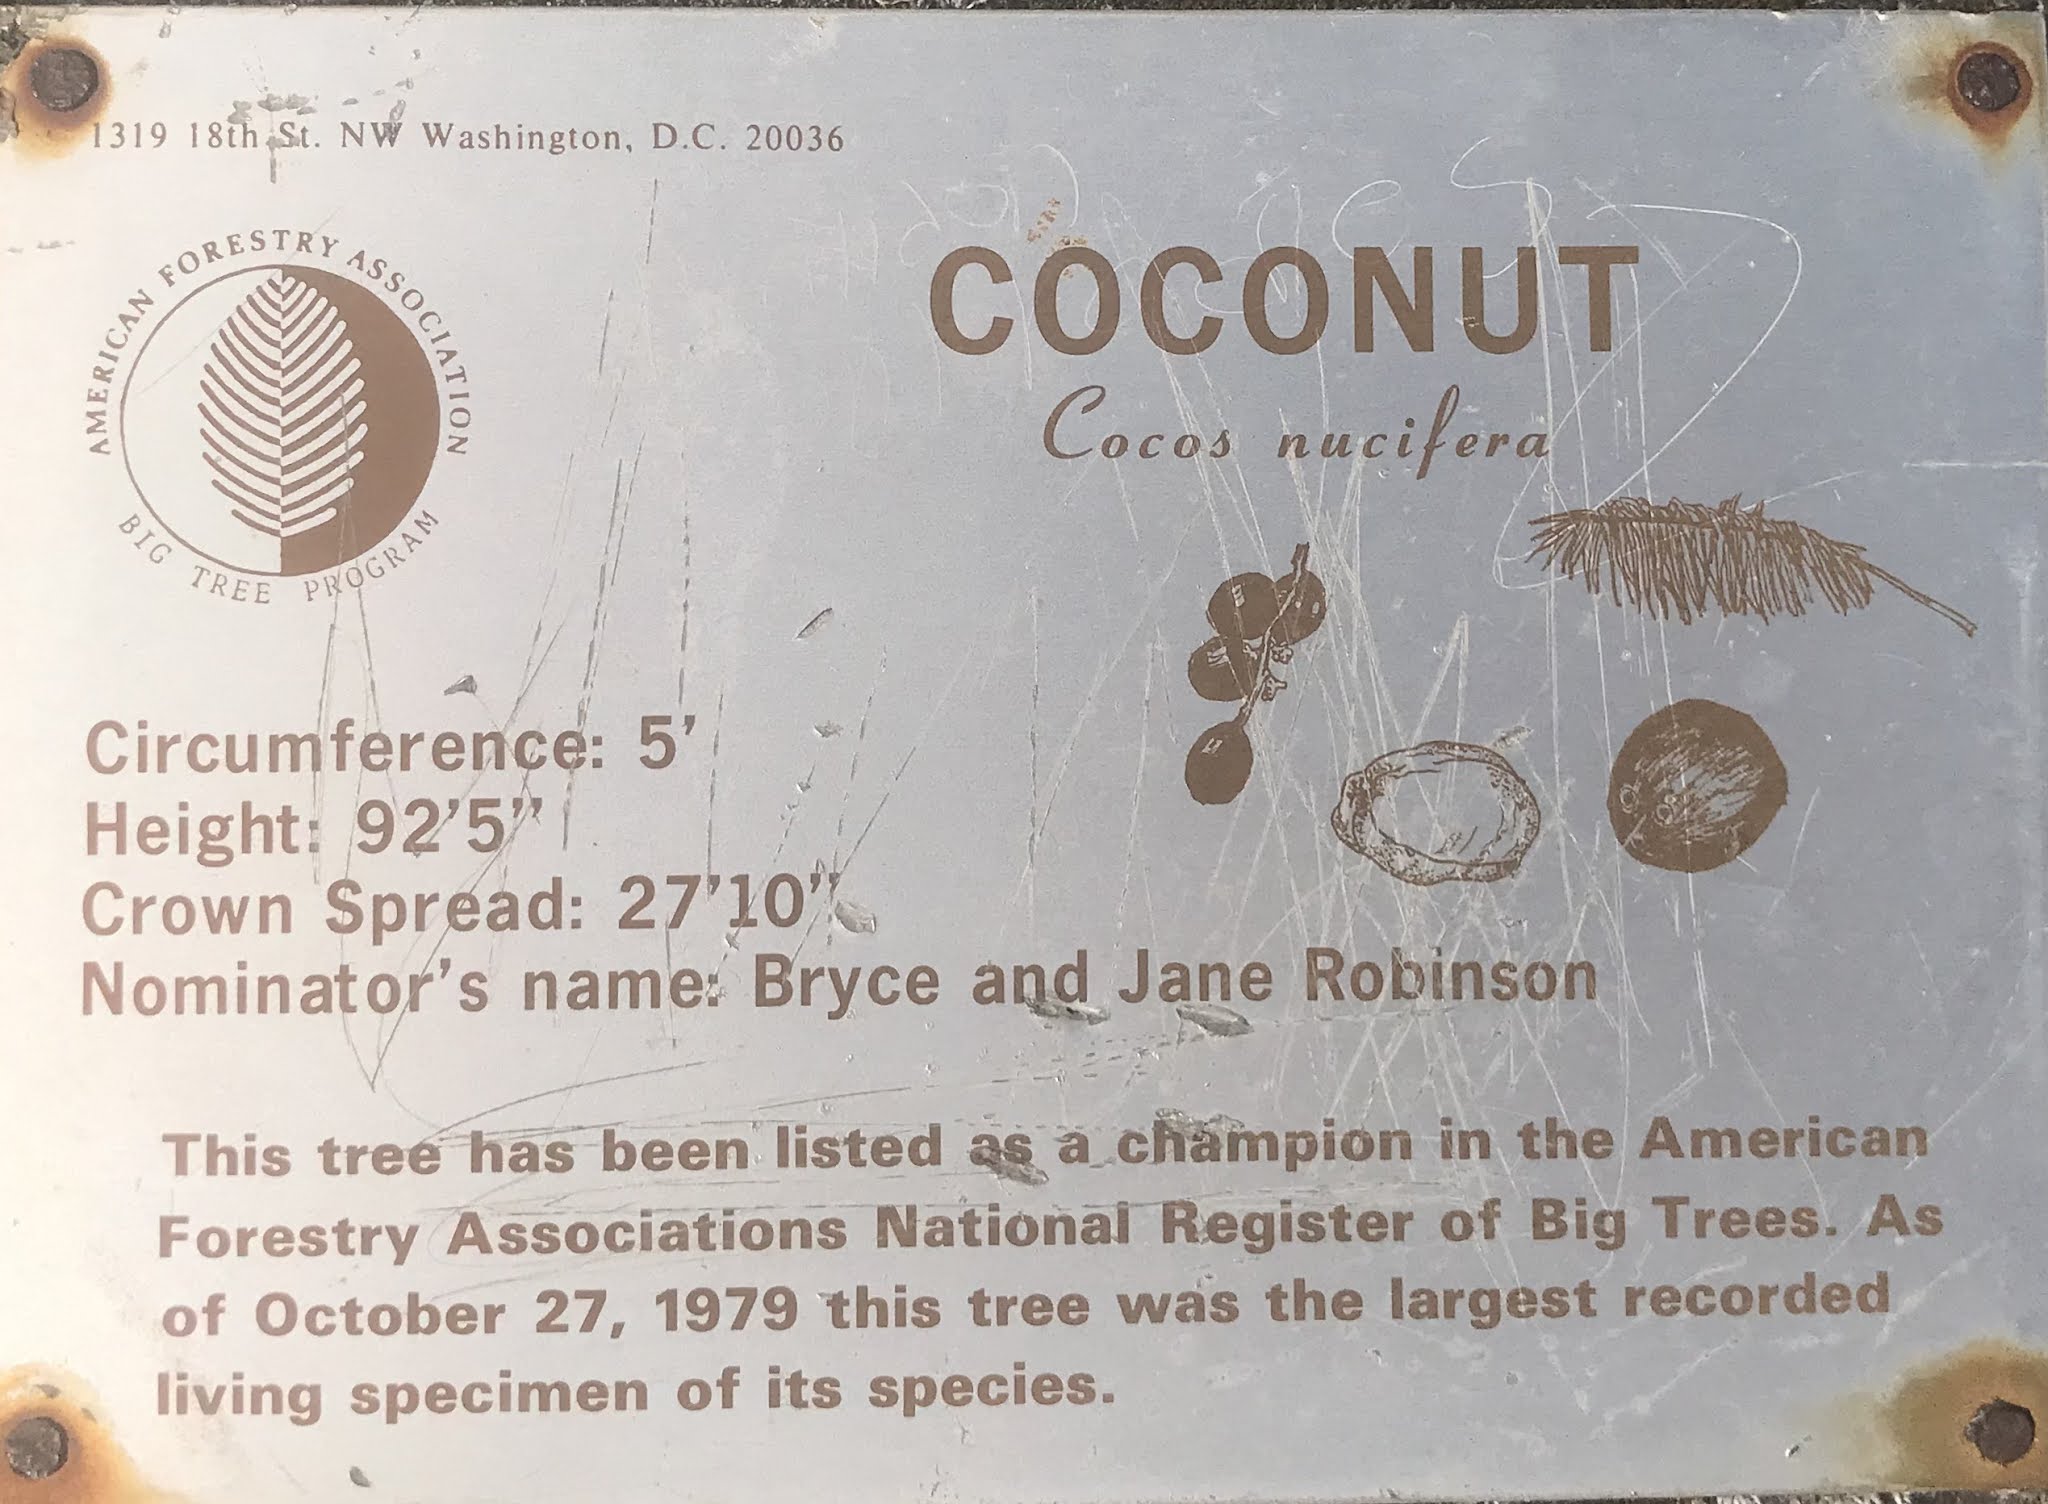 1319 18th St. NW Washington, D.C. 20036
AMERICAN FORESTRY ASSOCIATION
BIG TREE PROGRAM
COCONUT
Cocos nucifera
Circumference: 5'
Height: 92'5"
Crown Spread: 27'10"
Nominator's name: Bryce and Jane Robinson
This tree has been listed as a champion in the American
Forestry Associations National Register of Big Trees. As
of October 27, 1979 this tree was the largest recorded
living specimen of its species.